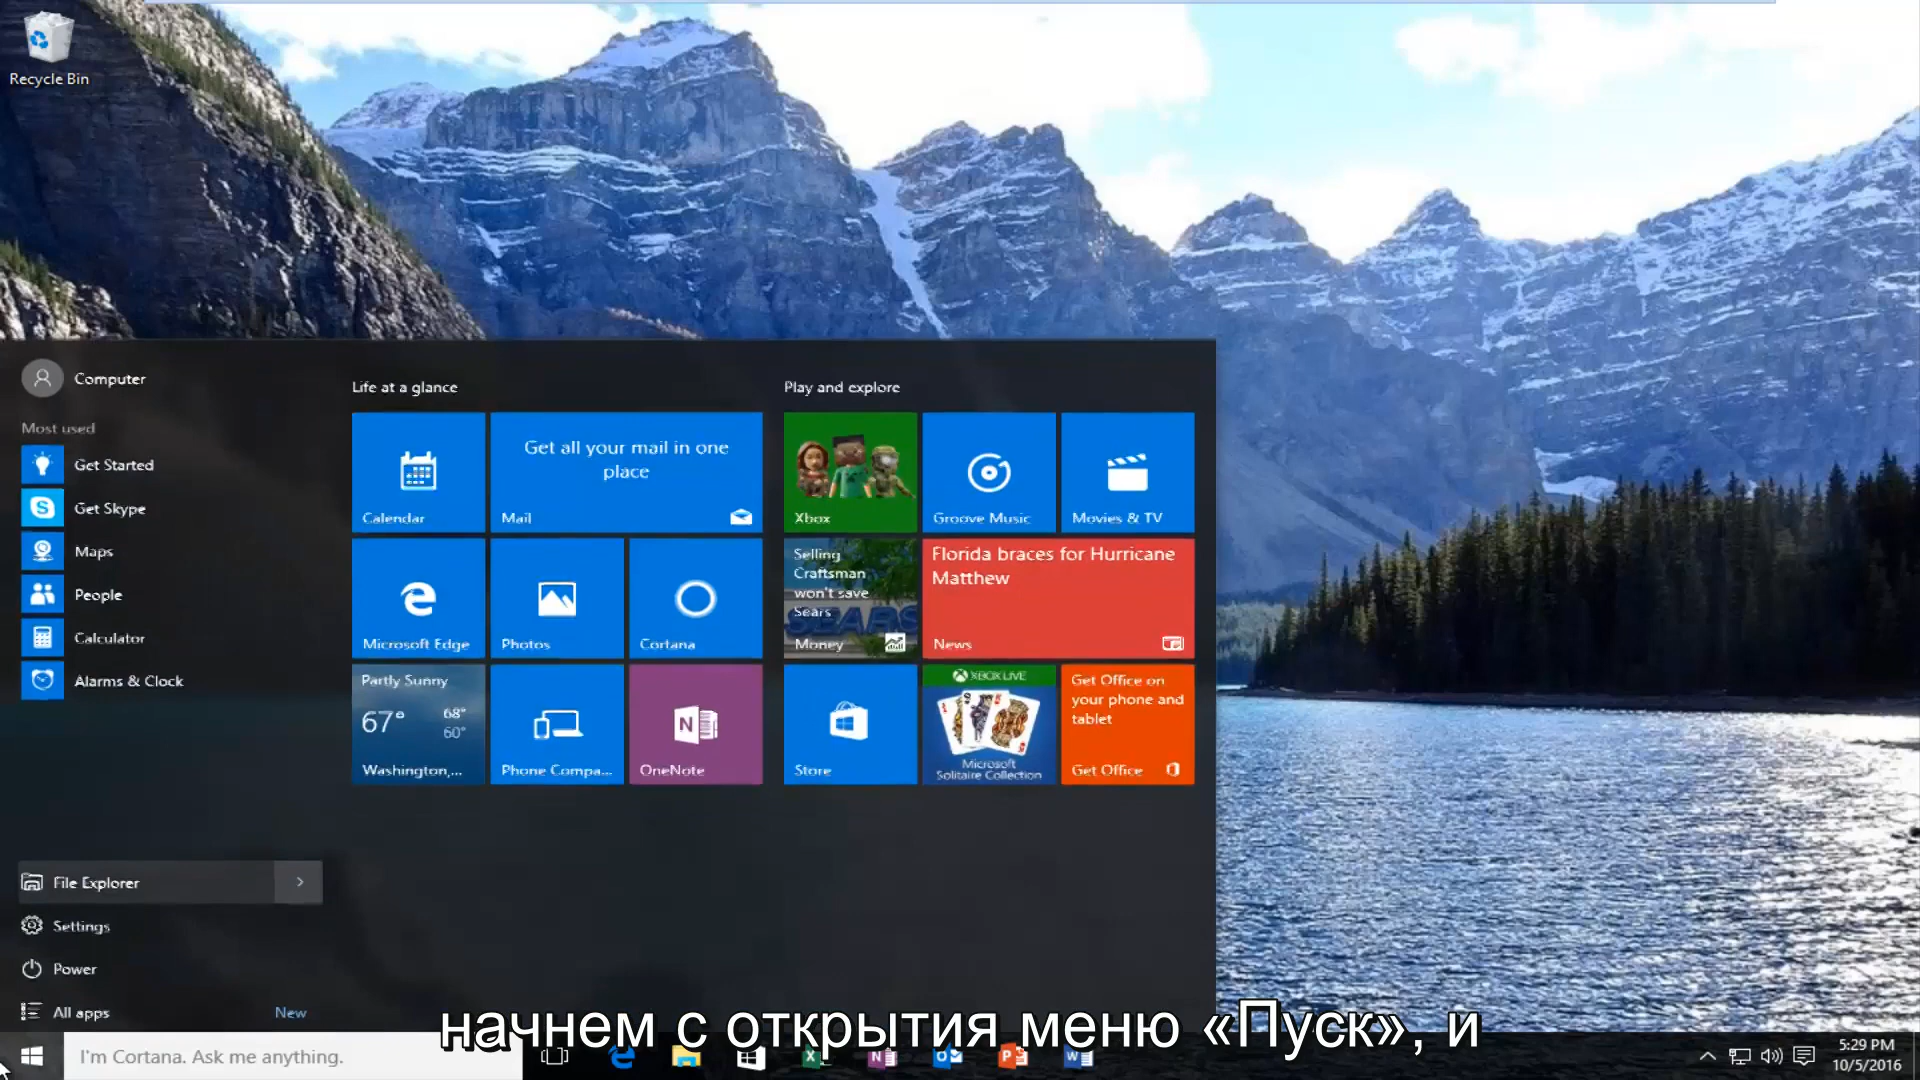 Recycle Bin
Computer
Most used
Get Started
Get Skype
Maps
People
Calculator
Alarms & Clock
File Explorer
Settings
Power
All apps
New
Life at a glance
Calendar
Get all your mail in one
place
Mail
Microsoft Edge
Photos
Cortana
Partly Sunny
67°
68°
60°
Washington,...
Phone Compa...
OneNote
Play and explore
Xbox
Groove Music
Movies & TV
Selling
Craftsman
won't save
Sears
SEARS
Money
Florida braces for Hurricane
Matthew
News
Store
XBOX LIVE
Microsoft
Solitaire Collection
Get Office on
your phone and
tablet
Get Office
начнем с открытия меню «Пуск», и
I'm Cortana. Ask me anything.
5:29 PM
10/5/2016